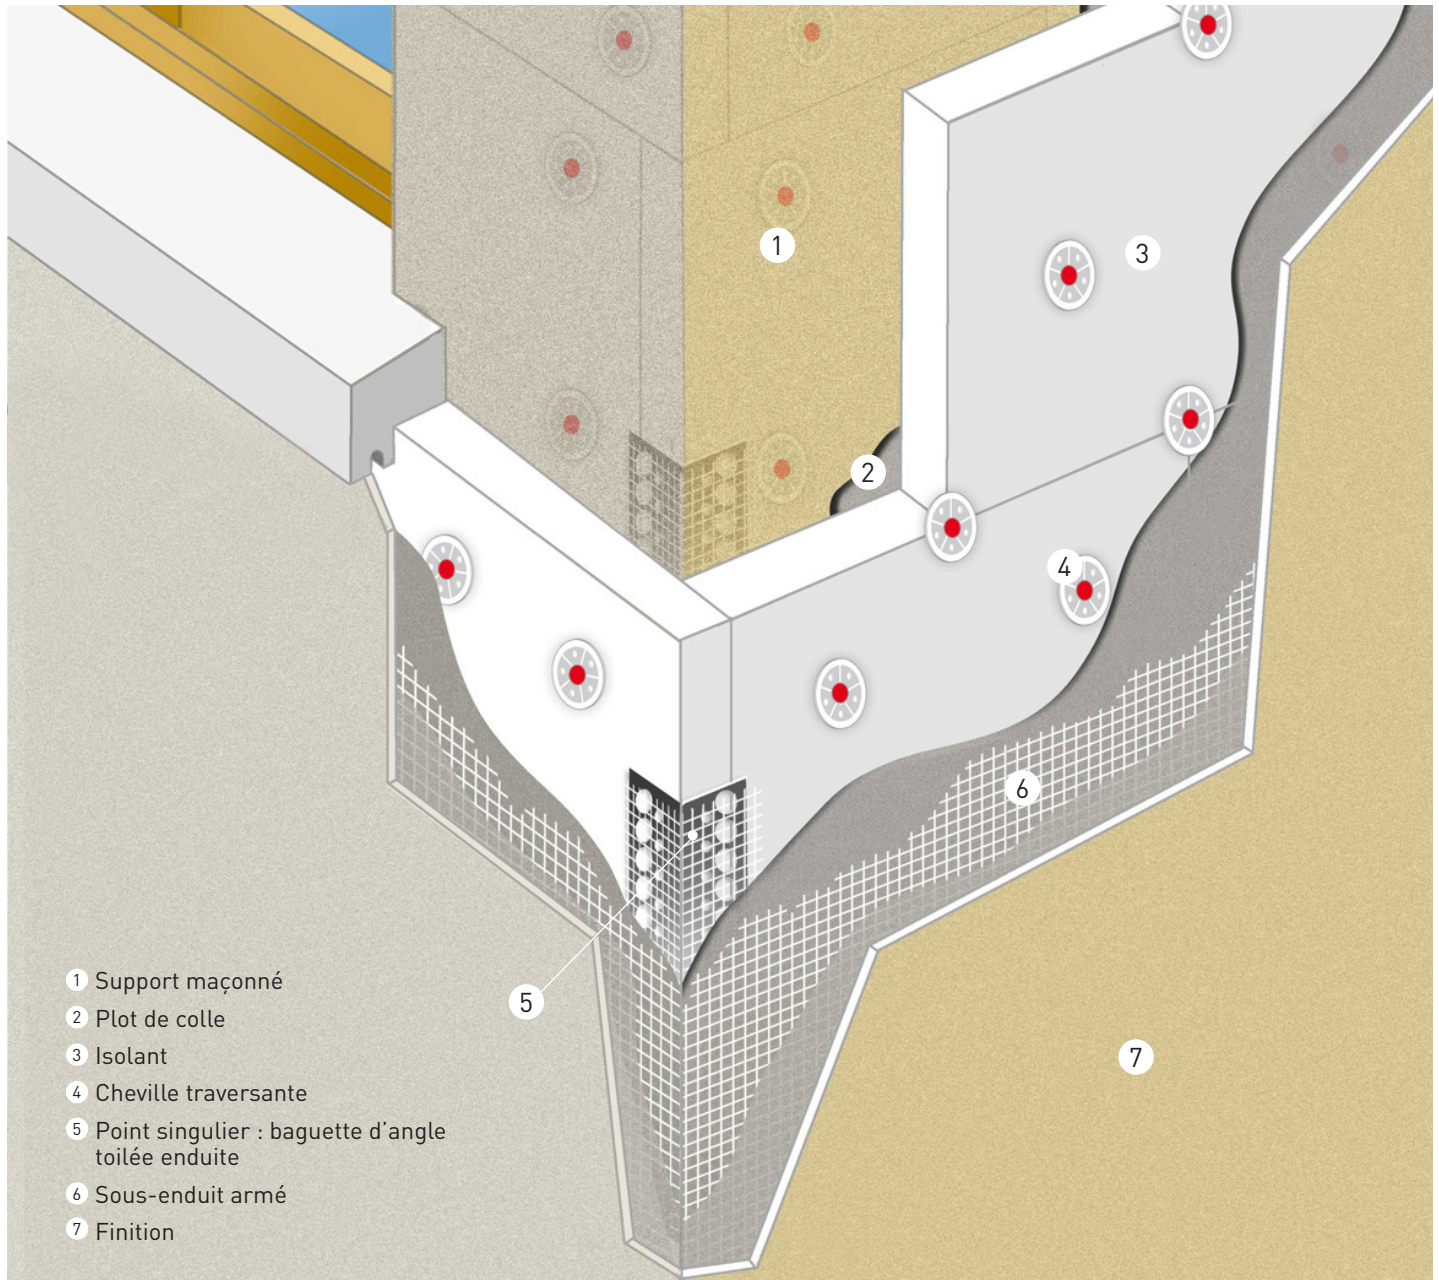 1
3
2
4
6
5
7
1 Support maçonné
2 Plot de colle
3 Isolant
4 Cheville traversante
5 Point singulier : baguette d’angle
toilée enduite
6 Sous-enduit armé
7 Finition